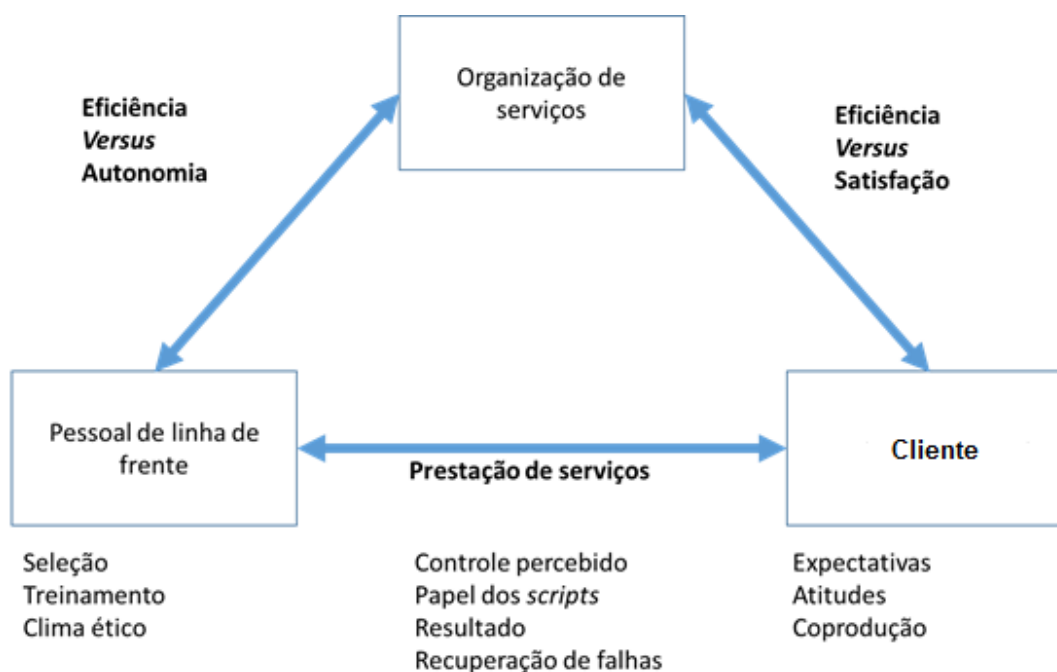 Organização de
serviços
Eficiência
Versus
Autonomia
Eficiência
Versus
Satisfação
Pessoal de linha de
frente
Prestação de serviços
Cliente
Seleção
Treinamento
Clima ético
Controle percebido
Papel dos scripts
Resultado
Recuperação de falhas
Expectativas
Atitudes
Coprodução